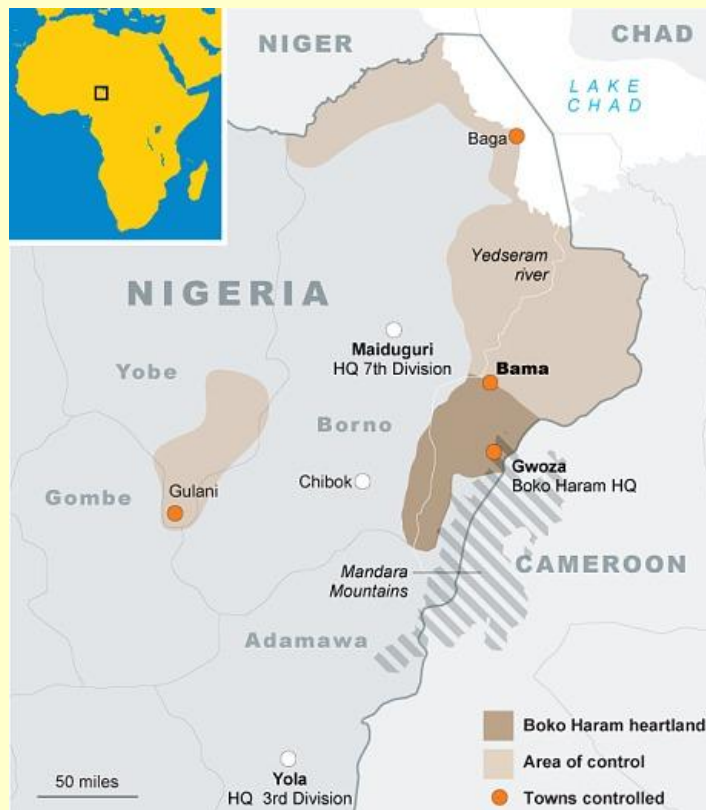 NIGER
CHAD
LAKE
CHAD
Baga
Yedseram
river
NIGERIA
Maiduguri
HQ 7th Division
Yobe
Bama
Borno
Gwoza
Boko Haram HQ
Chibok
Gombe
Gulani
CAMEROON
Mandara
Mountains
Adamawa
Boko Haram heartland
Area of control
Towns controlled
50 miles
Yola
HQ 3rd Division